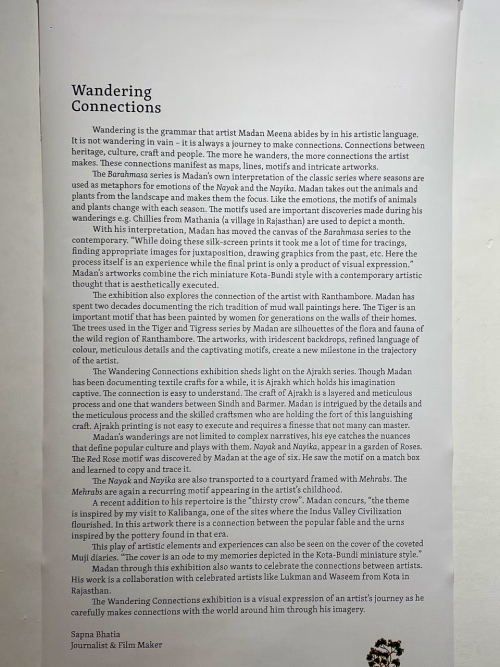 Wandering
Connections
Wandering is the grammar that artist Madan Meena abides by in his artistic language.
It is not wandering in vain – it is always a journey to make connections. Connections between
heritage, culture, craft and people. The more he wanders, the more connections the artist
makes. These connections manifest as maps, lines, motifs and intricate artworks.
The Barahmasa series is Madan's own interpretation of the classic series where seasons are
used as metaphors for emotions of the Nayak and the Nayika. Madan takes out the animals and
plants from the landscape and makes them the focus. Like the emotions, the motifs of animals
and plants change with each season. The motifs used are important discoveries made during his
wanderings e.g. Chillies from Mathania (a village in Rajasthan) are used to depict a month.
With his interpretation, Madan has moved the canvas of the Barahmasa series to the
contemporary. "While doing these silk-screen prints it took me a lot of time for tracings,
finding appropriate images for juxtaposition, drawing graphics from the past, etc. Here the
process itself is an experience while the final print is only a product of visual expression."
Madan's artworks combine the rich miniature Kota-Bundi style with a contemporary artistic
thought that is aesthetically executed.
The exhibition also explores the connection of the artist with Ranthambore. Madan has
spent two decades documenting the rich tradition of mud wall paintings here. The Tiger is an
important motif that has been painted by women for generations on the walls of their homes.
The trees used in the Tiger and Tigress series by Madan are silhouettes of the flora and fauna of
the wild region of Ranthambore. The artworks, with iridescent backdrops, refined language of
colour, meticulous details and the captivating motifs, create a new milestone in the trajectory
of the artist.
The Wandering Connections exhibition sheds light on the Ajrakh series. Though Madan
has been documenting textile crafts for a while, it is Ajrakh which holds his imagination
captive. The connection is easy to understand. The craft of Ajrakh is a layered and meticulous
process and one that wanders between Sindh and Barmer. Madan is intrigued by the details and
the meticulous process and the skilled craftsmen who are holding the fort of this languishing
craft. Ajrakh printing is not easy to execute and requires a finesse that not many can master.
Madan's wanderings are not limited to complex narratives, his eye catches the nuances
that define popular culture and plays with them. Nayak and Nayika, appear in a garden of Roses.
The Red Rose motif was discovered by Madan at the age of six. He saw the motif on a match box
and learned to copy and trace it.
The Nayak and Nayika are also transported to a courtyard framed with Mehrabs. The
Mehrabs are again a recurring motif appearing in the artist's childhood.
A recent addition to his repertoire is the "thirsty crow". Madan concurs, "the theme
is inspired by my visit to Kalibanga, one of the sites where the Indus Valley Civilization
flourished. In this artwork there is a connection between the popular fable and the urns
inspired by the pottery found in that era.
This play of artistic elements and experiences can also be seen on the cover of the coveted
Muji diaries. "The cover is an ode to my memories depicted in the Kota-Bundi miniature style."
Madan through this exhibition also wants to celebrate the connections between artists.
His work is a collaboration with celebrated artists like Lukman and Waseem from Kota in
Rajasthan.
The Wandering Connections exhibition is a visual expression of an artist's journey as he
carefully makes connections with the world around him through his imagery.
Sapna Bhatia
Journalist & Film Maker